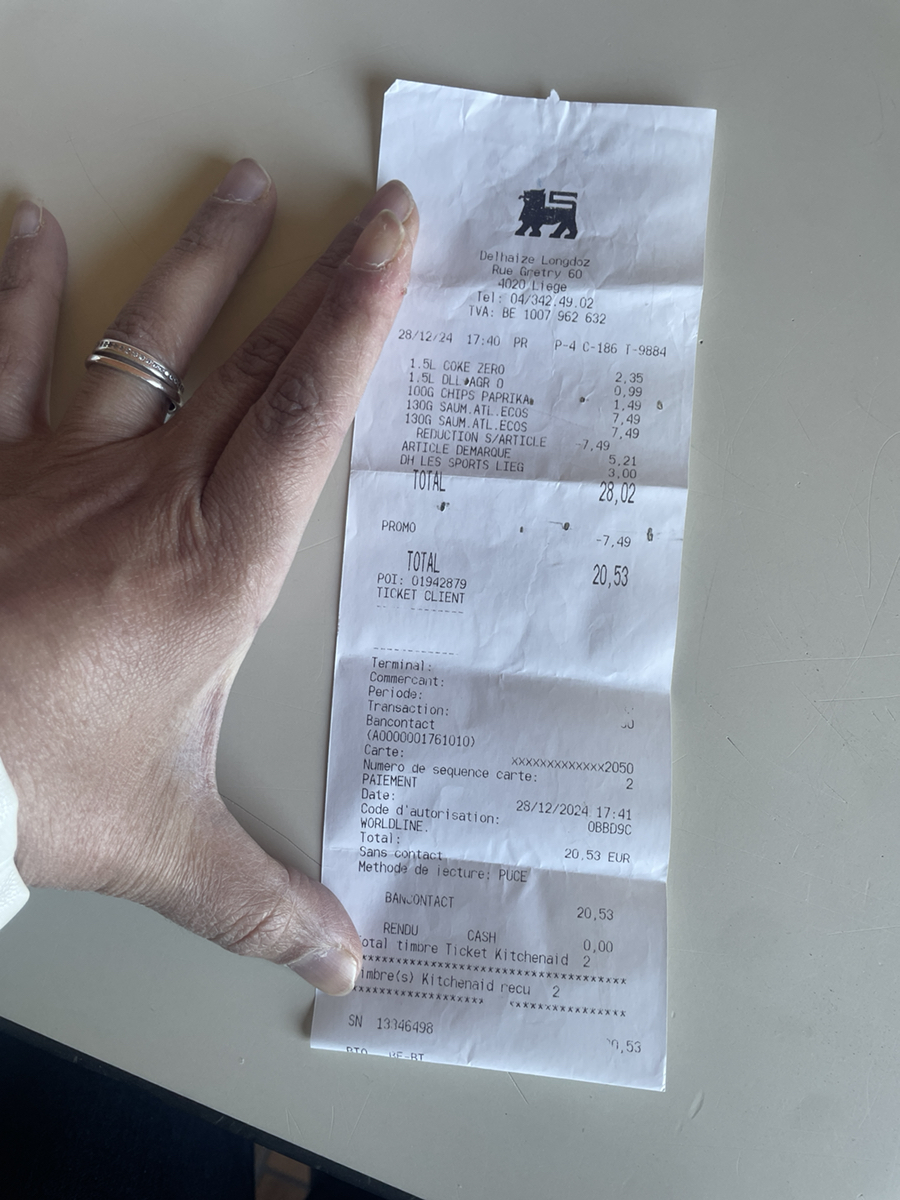 Delhaize Longdoz
Rue Gretry 60
4020 Liege
Tel: 04/342.49.02
TVA: BE 1007 962 632
28/12/24 17:40 PR P-4 C-186 T-9884
1.5L COKE ZERO 2,35
1.5L DLL AGR O 0,99
100G CHIPS PAPRIKA 1,49
130G SAUM.ATL.ECOS 7,49
130G SAUM.ATL.ECOS 7,49
REDUCTION S/ARTICLE -7,49
ARTICLE DEMARQUE 5,21
DH LES SPORTS LIEG 3,00
TOTAL 28,02
PROMO -7,49
TOTAL 20,53
POI: 01942879
TICKET CLIENT
Terminal:
Commercant:
Periode:
Transaction:
Bancontact
(A0000001761010)
Carte: xxxxxxxxxxxxx2050
Numero de sequence carte: 2
PAIEMENT
Date: 28/12/2024 17:41
Code d'autorisation: 0BBD9C
WORLDLINE.
Total: 20.53 EUR
Sans contact
Methode de lecture: PUCE
BANCONTACT 20,53
RENDU CASH 0,00
otal timbre Ticket Kitchenaid 2
imbre(s) Kitchenaid recu 2
SN 13346498